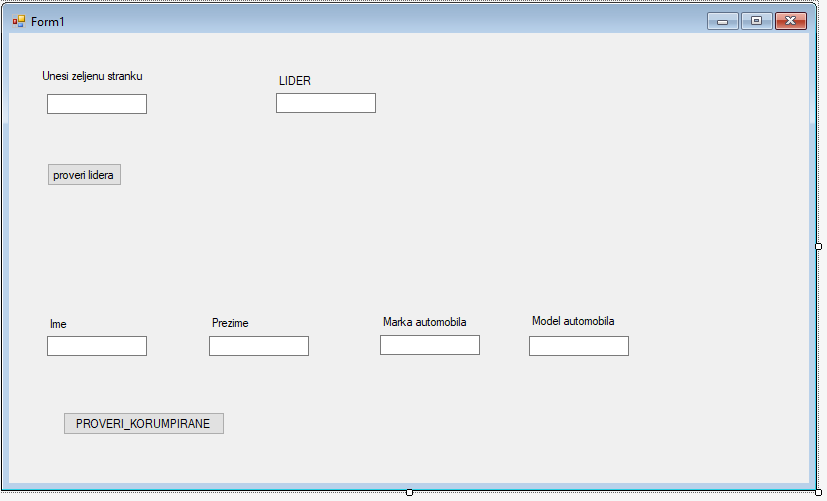 Form1
Unesi zeljenu stranku
LIDER
proveri lidera
Ime
Prezime
Marka automobila
Model automobila
PROVERI_KORUMPIRANE